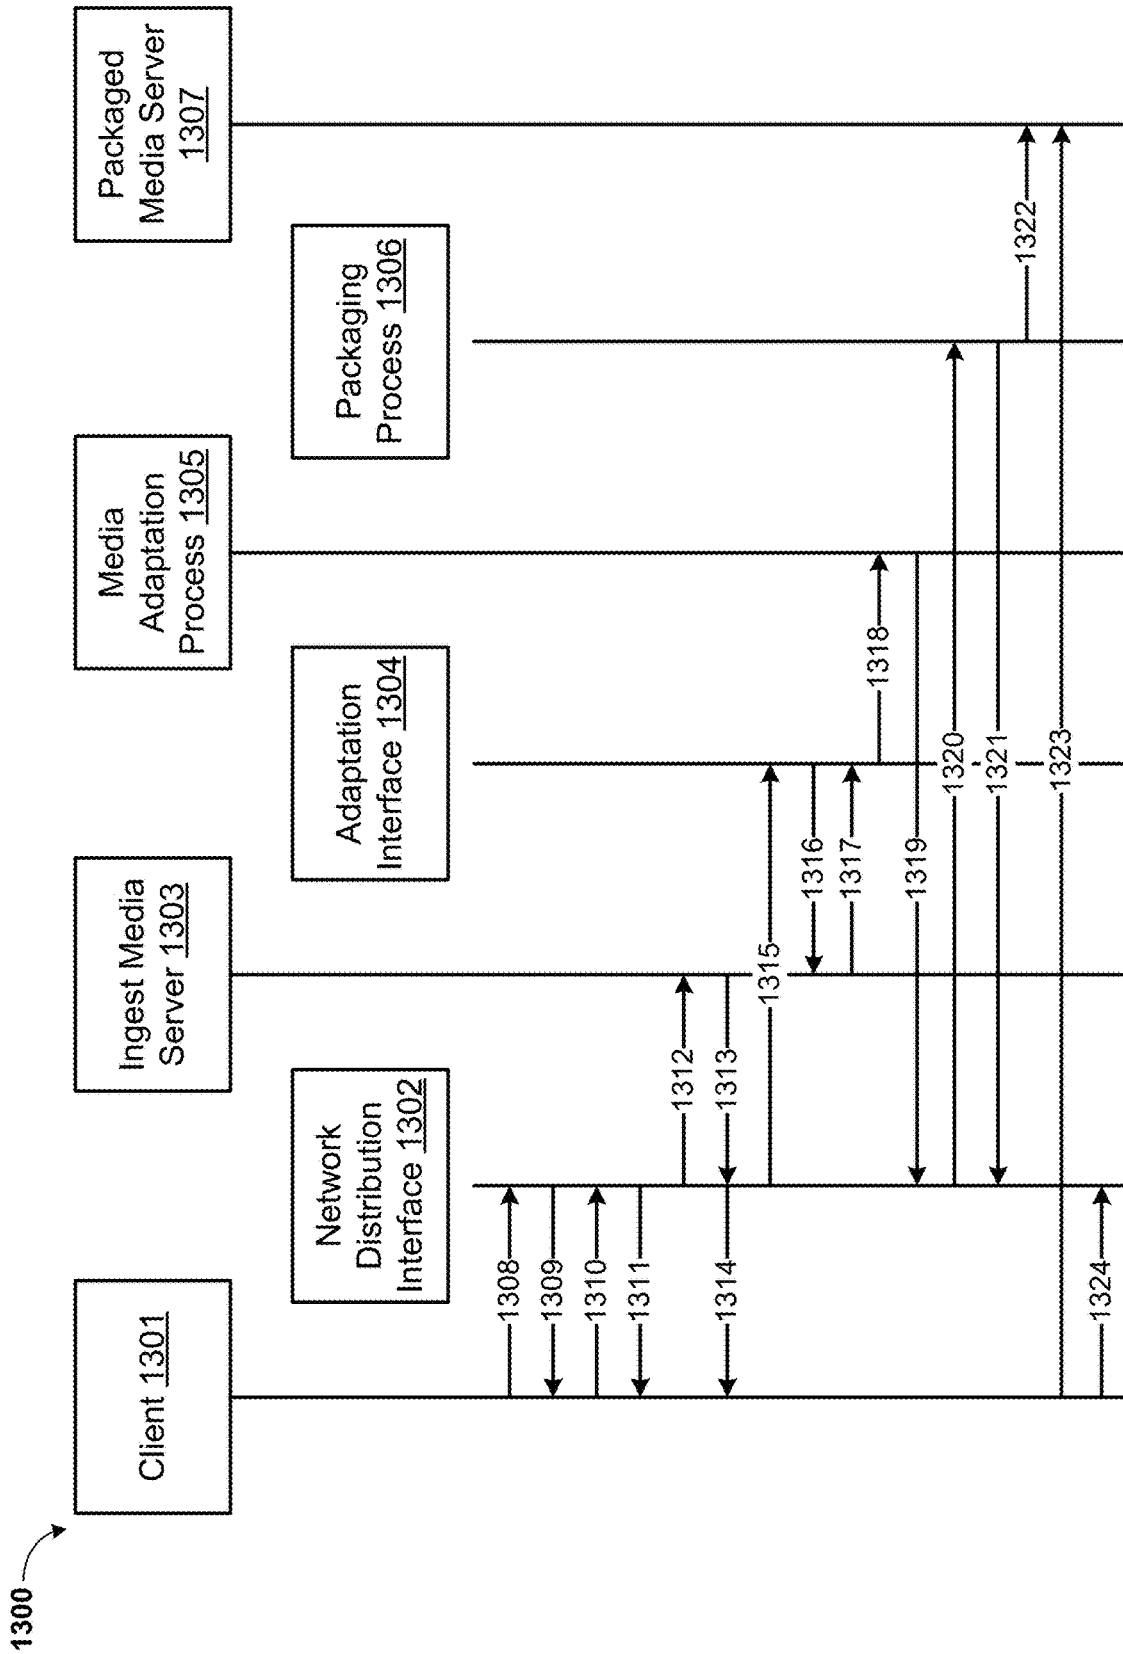 1300
Client 1301
Network
Distribution
Interface 1302
Ingest Media
Server 1303
Adaptation
Interface 1304
Media
Adaptation
Process 1305
Packaging
Process 1306
Packaged
Media Server
1307
1308
1309
1310
1311
1312
1313
1314
1315
1316
1317
1318
1319
1320
1321
1322
1323
1324